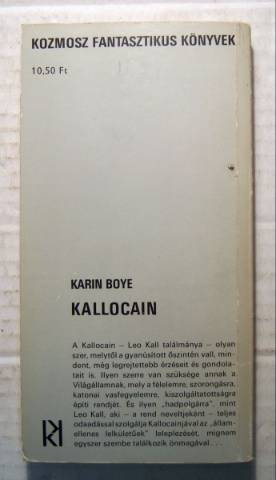 KOZMOSZ FANTASZTIKUS KÖNYVEK
10,50 Ft
KARIN BOYE
KALLOCAIN
A Kallocain – Leo Kall találmánya – olyan
szer, melytől a gyanúsított őszintén vall, min-
dent, még legrejtettebb érzéseit és gondola-
tait is. Ilyen szerre van szüksége annak a
Világállamnak, mely a félelemre, szorongásra,
katonai vasfegyelemre, kiszolgáltatottságra
építi rendjét. És ilyen „hadpolgárra", mint
Leo Kall, aki – a rend neveltjeként – teljes
odaadással szolgálja Kallocainjával az „állam-
ellenes lelkületűek" leleplezését, mígnem
egyszer szembe találkozik önmagával . . .